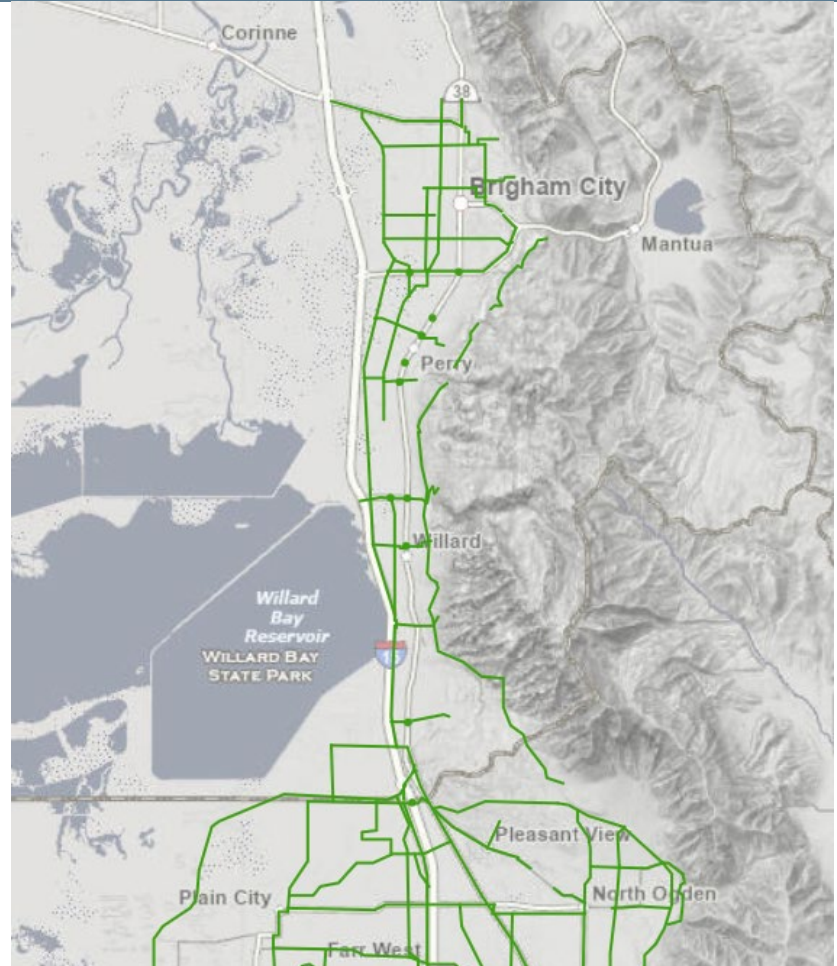 Corinne
38
Brigham City
Mantua
Perry
Willard
Willard
Bay
Reservoir
WILLARD BAY
STATE PARK
15
Pleasant View
Plain City
North Ogden
Farr West